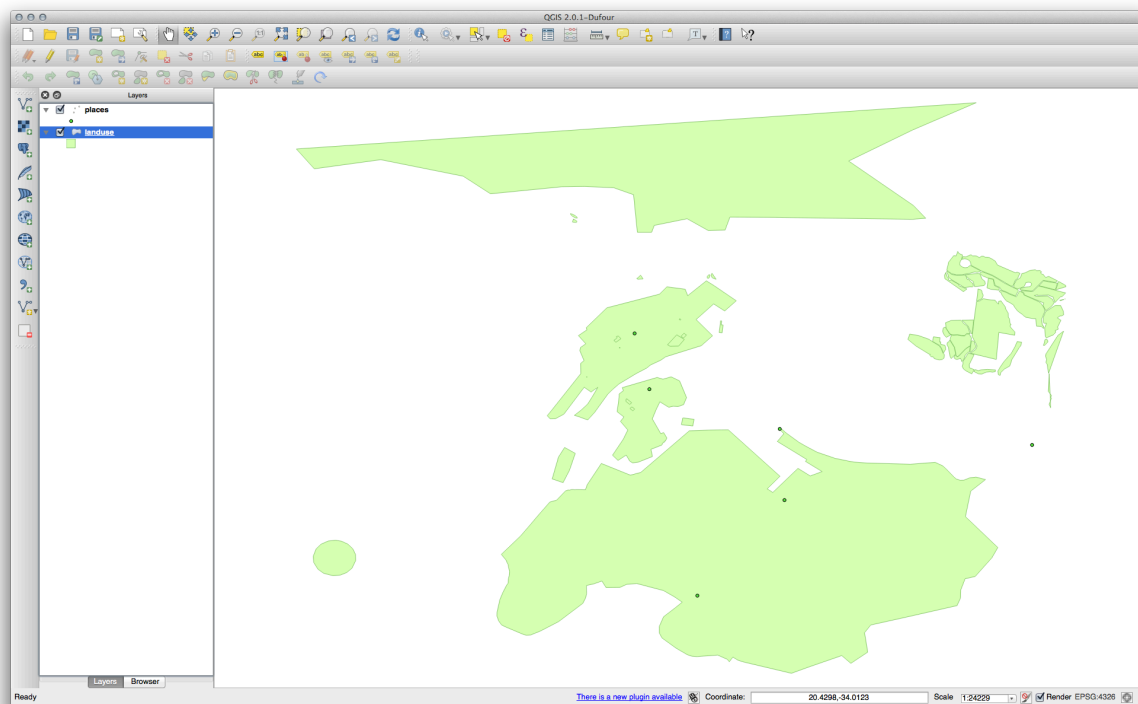 QGIS 2.0.1-Dufour
Layers
places
landuse
Layers
Browser
Ready
There is a new plugin available
Coordinate:
20.4298,-34.0123
Scale
1:24229
Render
EPSG:4326